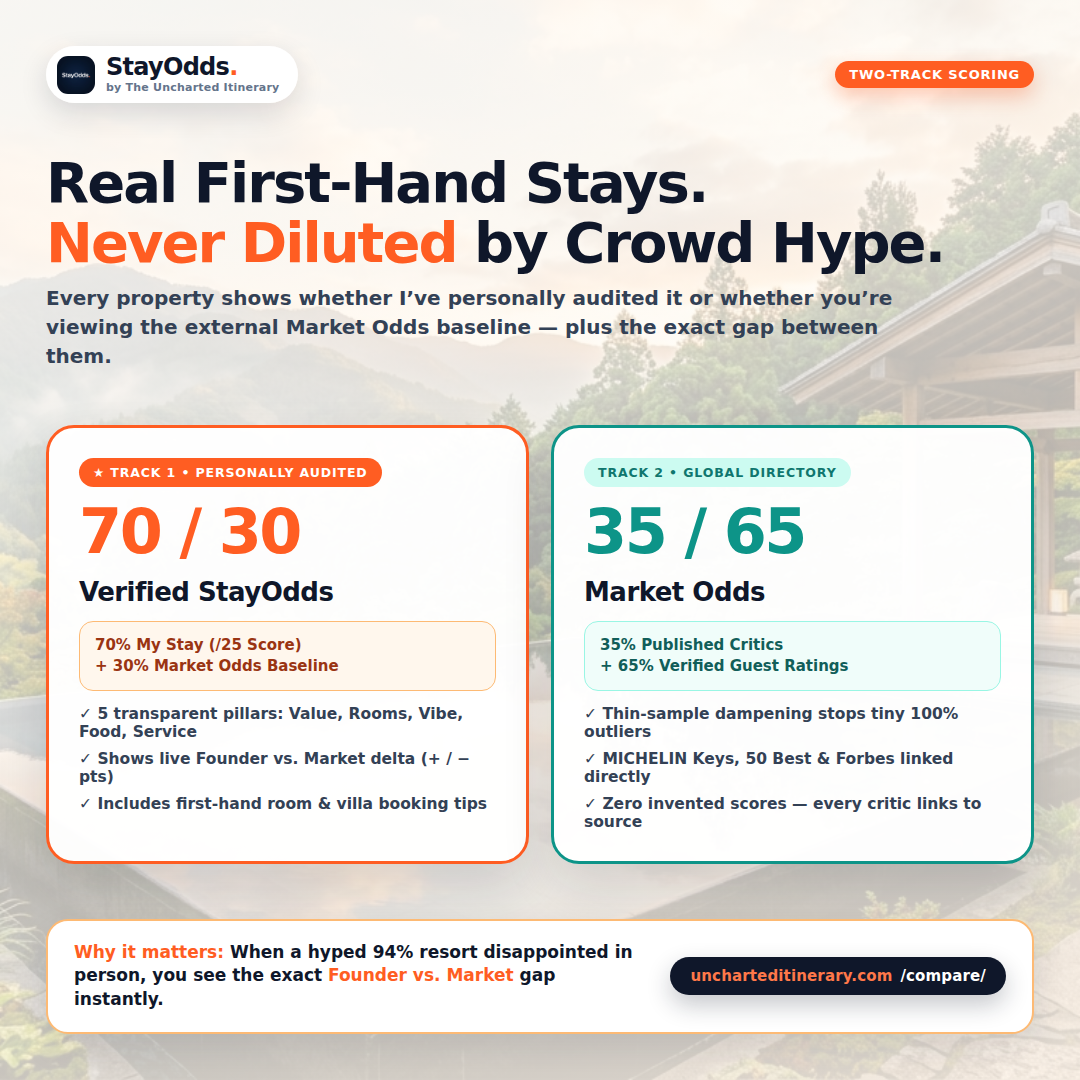 StayOdds.
StayOdds.
by The Uncharted Itinerary
TWO-TRACK SCORING
Real First-Hand Stays.
Never Diluted by Crowd Hype.
Every property shows whether I’ve personally audited it or whether you’re
viewing the external Market Odds baseline — plus the exact gap between
them.
★ TRACK 1 • PERSONALLY AUDITED
70 / 30
Verified StayOdds
70% My Stay (/25 Score)
+ 30% Market Odds Baseline
✓ 5 transparent pillars: Value, Rooms, Vibe,
Food, Service
✓ Shows live Founder vs. Market delta (+ / −
pts)
✓ Includes first-hand room & villa booking tips
TRACK 2 • GLOBAL DIRECTORY
35 / 65
Market Odds
35% Published Critics
+ 65% Verified Guest Ratings
✓ Thin-sample dampening stops tiny 100%
outliers
✓ MICHELIN Keys, 50 Best & Forbes linked
directly
✓ Zero invented scores — every critic links to
source
Why it matters: When a hyped 94% resort disappointed in
person, you see the exact Founder vs. Market gap
instantly.
uncharteditinerary.com /compare/